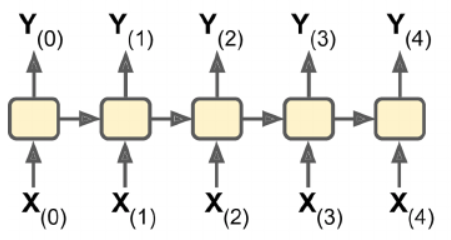 Y(0) Y(1) Y(2) Y(3) Y(4)
X(0) X(1) X(2) X(3) X(4)